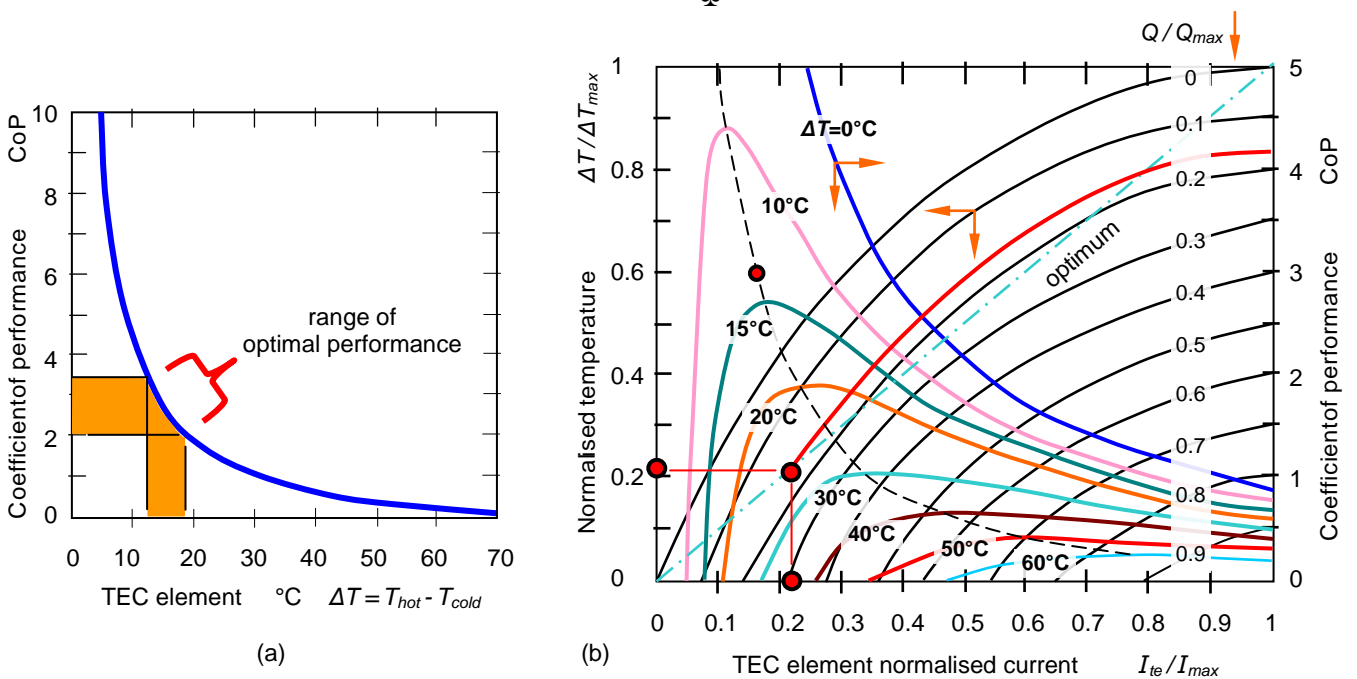 Φ
10
8
6
4
2
0
Coefficientof performance CoP
range of
optimal performance
0 10 20 30 40 50 60 70
TEC element °C ΔT = Thot - Tcold
(a)
Q / Qmax
1
0.8
0.6
0.4
0.2
0
Normalised temperature ΔT / ΔTmax
ΔT=0°C
10°C
15°C
20°C
30°C
40°C
50°C
60°C
optimum
0
0.1
0.2
0.3
0.4
0.5
0.6
0.7
0.8
0.9
5
4
3
2
1
0
Coefficientof performance CoP
0 0.1 0.2 0.3 0.4 0.5 0.6 0.7 0.8 0.9 1
(b)
TEC element normalised current Ite / Imax